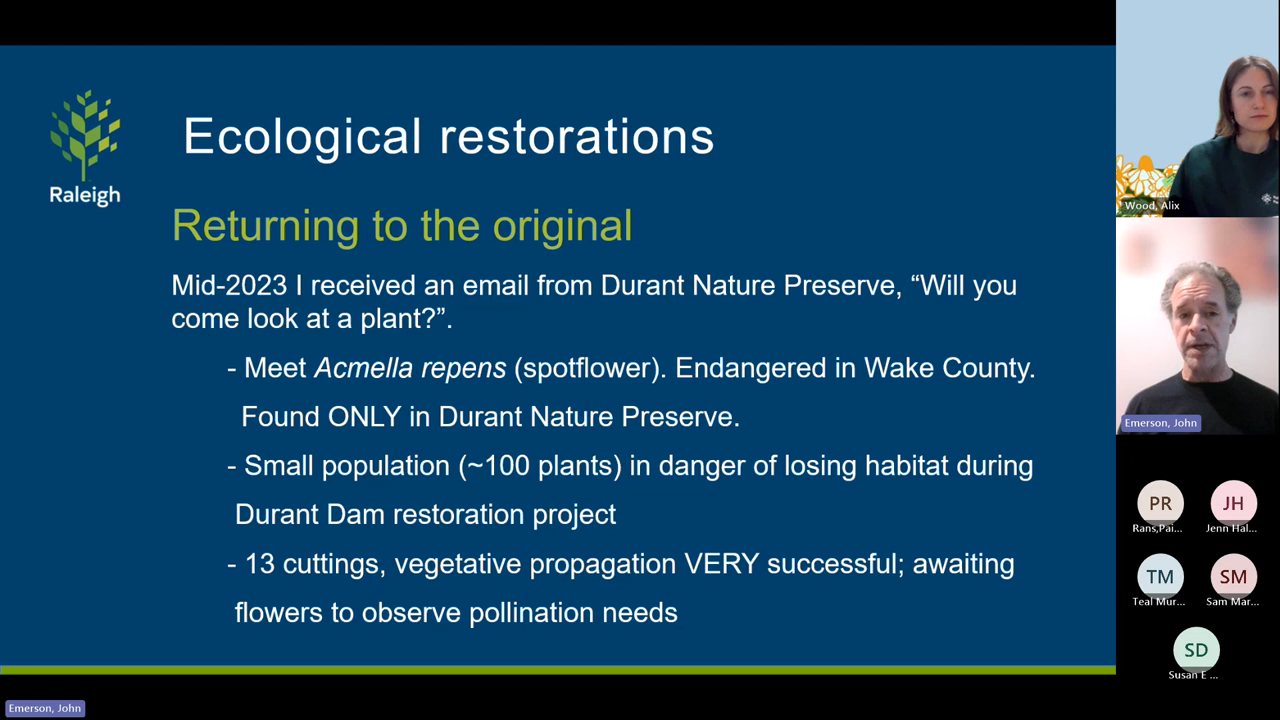 Ecological restorations
Raleigh
Returning to the original
Mid-2023 I received an email from Durant Nature Preserve, “Will you
come look at a plant?”.
- Meet Acmella repens (spotflower). Endangered in Wake County.
Found ONLY in Durant Nature Preserve.
- Small population (~100 plants) in danger of losing habitat during
Durant Dam restoration project
- 13 cuttings, vegetative propagation VERY successful; awaiting
flowers to observe pollination needs
Emerson, John
Wood, Alix
Emerson, John
PR
Rans,Pai...
JH
Jenn Hal...
TM
Teal Mur...
SM
Sam Mar...
SD
Susan E ...